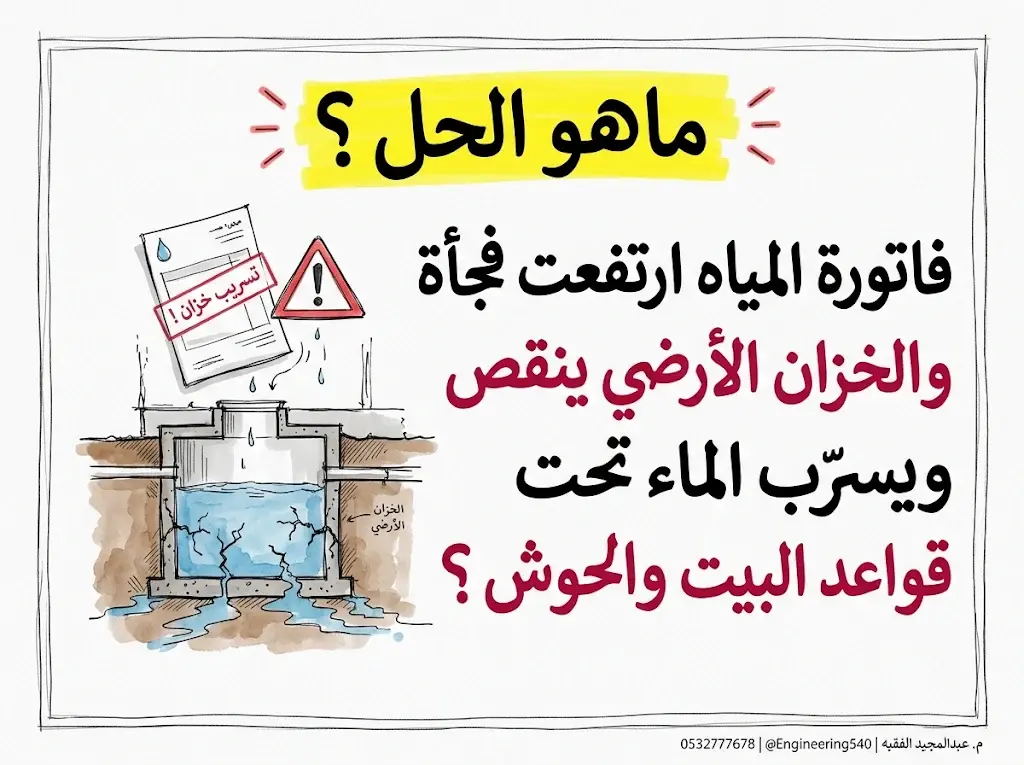 ماهو الحل ؟
فاتورة المياه ارتفعت فجأة
والخزان الأرضي ينقص
ويسرّب الماء تحت
قواعد البيت والحوش ؟
تسريب خزان !
الخزان
الأرضي
م. عبدالمجيد الفقيه | @Engineering540 | 0532777678